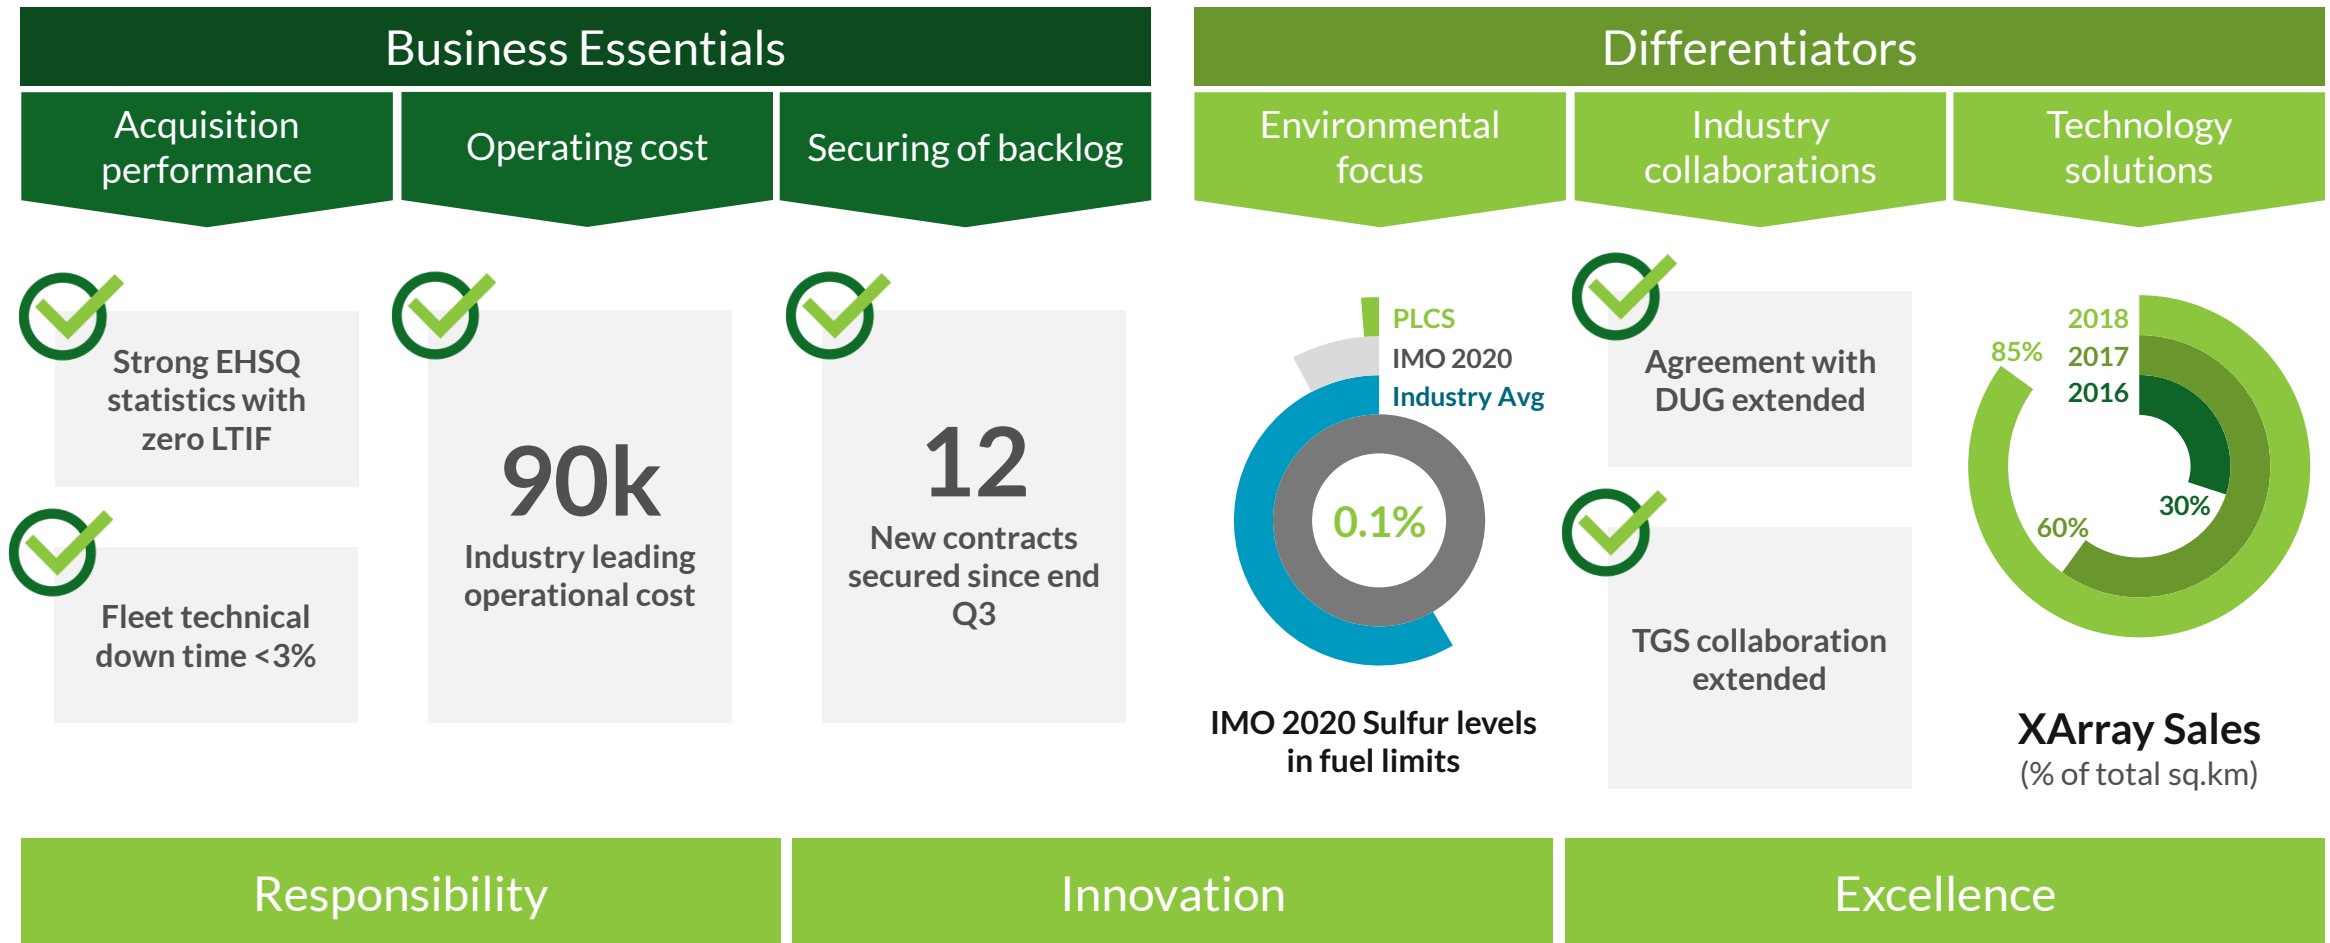 Business Essentials
Acquisition
performance
Operating cost
Securing of backlog
Strong EHSQ
statistics with
zero LTIF
Fleet technical
down time <3%
90k
Industry leading
operational cost
12
New contracts
secured since end
Q3
Differentiators
Environmental
focus
Industry
collaborations
Technology
solutions
PLCS
IMO 2020
Industry Avg
0.1%
IMO 2020 Sulfur levels
in fuel limits
Agreement with
DUG extended
TGS collaboration
extended
2018
85%
2017
2016
30%
60%
XArray Sales
(% of total sq.km)
Responsibility
Innovation
Excellence